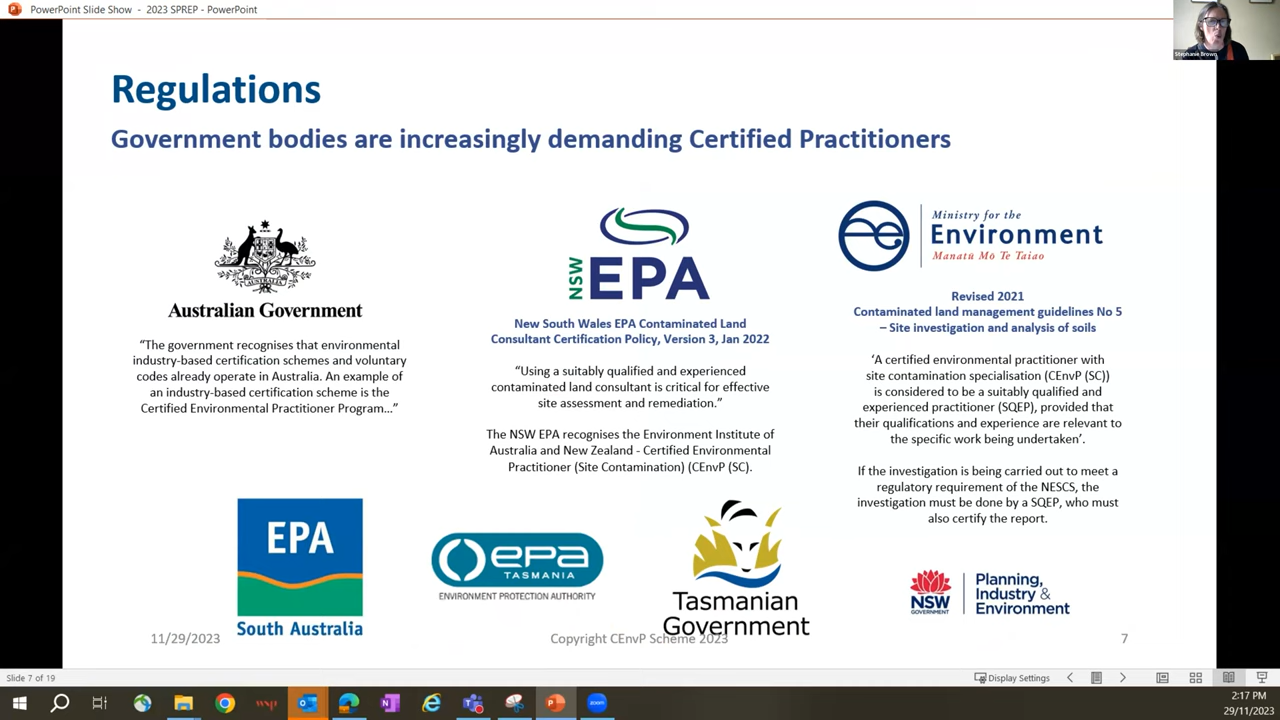 PowerPoint Slide Show - 2023 SPREP - PowerPoint
Stephanie Brown
Regulations
Government bodies are increasingly demanding Certified Practitioners
Australian Government
“The government recognises that environmental
industry-based certification schemes and voluntary
codes already operate in Australia. An example of
an industry-based certification scheme is the
Certified Environmental Practitioner Program...”
NSW EPA
New South Wales EPA Contaminated Land
Consultant Certification Policy, Version 3, Jan 2022
“Using a suitably qualified and experienced
contaminated land consultant is critical for effective
site assessment and remediation.”
The NSW EPA recognises the Environment Institute of
Australia and New Zealand - Certified Environmental
Practitioner (Site Contamination) (CEnvP (SC).
Ministry for the
Environment
Manatū Mō Te Taiao
Revised 2021
Contaminated land management guidelines No 5
– Site investigation and analysis of soils
‘A certified environmental practitioner with
site contamination specialisation (CEnvP (SC))
is considered to be a suitably qualified and
experienced practitioner (SQEP), provided that
their qualifications and experience are relevant to
the specific work being undertaken’.
If the investigation is being carried out to meet a
regulatory requirement of the NESCS, the
investigation must be done by a SQEP, who must
also certify the report.
EPA
South Australia
epa
TASMANIA
ENVIRONMENT PROTECTION AUTHORITY
Tasmanian
Government
NSW
GOVERNMENT
Planning,
Industry &
Environment
11/29/2023
Copyright CEnvP Scheme 2023
7
Slide 7 of 19
Display Settings
wp
zoom
2:17 PM
29/11/2023